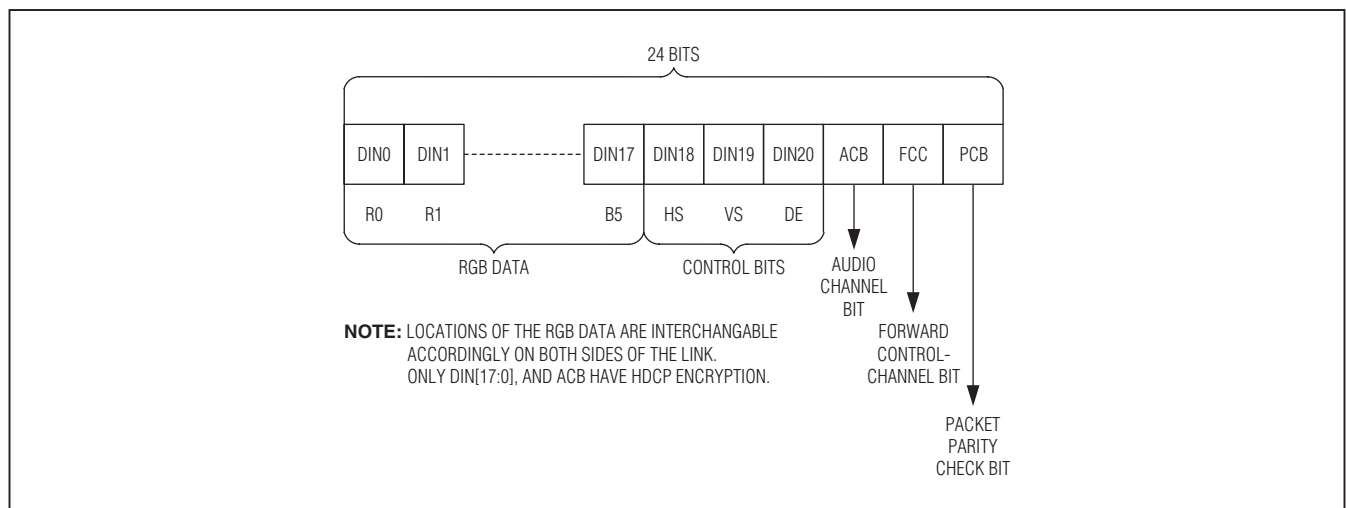 24 BITS
DIN0 DIN1 DIN17 DIN18 DIN19 DIN20 ACB FCC PCB
R0 R1 B5 HS VS DE
RGB DATA CONTROL BITS
AUDIO
CHANNEL
BIT
FORWARD
CONTROL-
CHANNEL BIT
PACKET
PARITY
CHECK BIT
NOTE: LOCATIONS OF THE RGB DATA ARE INTERCHANGABLE
ACCORDINGLY ON BOTH SIDES OF THE LINK.
ONLY DIN[17:0], AND ACB HAVE HDCP ENCRYPTION.